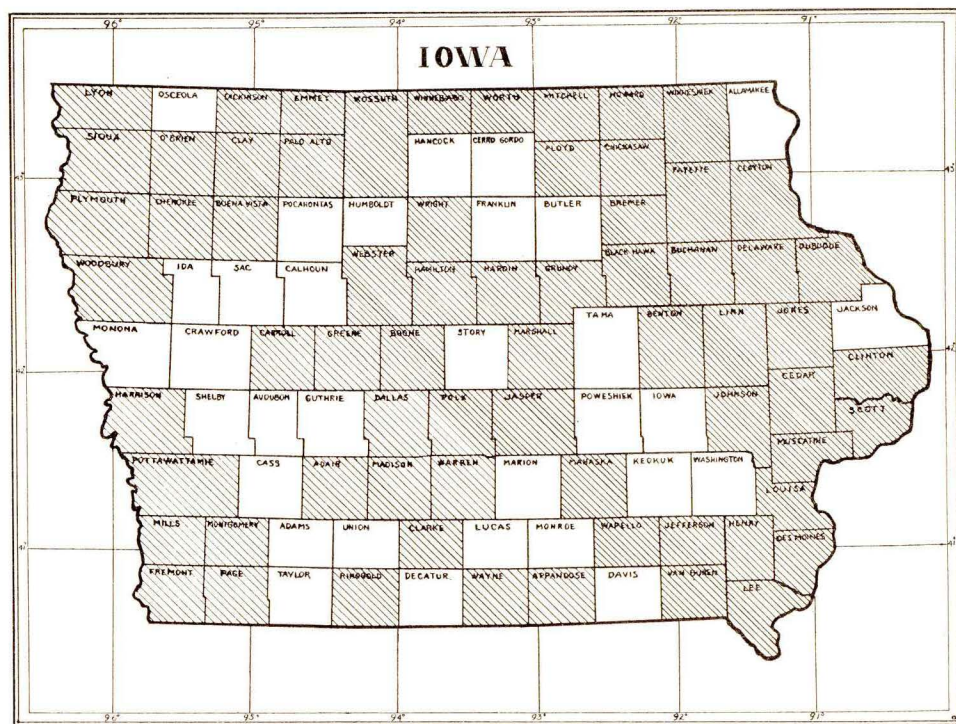 96° 95° 94° 93° 92° 91°
IOWA
LYON OSCEOLA DICKINSON EMMET KOSSUTH WINNEBAGO WORTH MITCHELL HOWARD WINNESHIEK ALLAMAKEE
SIOUX O'BRIEN CLAY PALO ALTO HANCOCK CERRO GORDO FLOYD CHICKASAW
43° FAYETTE CLAYTON 43°
PLYMOUTH CHEROKEE BUENA VISTA POCAHONTAS HUMBOLDT WRIGHT FRANKLIN BUTLER BREMER
WOODBURY IDA SAC CALHOUN WEBSTER HAMILTON HARDIN GRUNDY BLACK HAWK BUCHANAN DELAWARE DUBUQUE
MONONA CRAWFORD CARROLL GREENE BOONE STORY MARSHALL TAMA BENTON LINN JONES JACKSON
42° CEDAR CLINTON 42°
HARRISON SHELBY AUDUBON GUTHRIE DALLAS POLK JASPER POWESHIEK IOWA JOHNSON SCOTT
MUSCATINE
POTTAWATTAMIE CASS ADAIR MADISON WARREN MARION MAHASKA KEOKUK WASHINGTON
LOUISA
MILLS MONTGOMERY ADAMS UNION CLARKE LUCAS MONROE WAPELLO JEFFERSON HENRY DES MOINES
41° 41°
FREMONT PAGE TAYLOR RINGGOLD DECATUR WAYNE APPANOOSE DAVIS VAN BUREN LEE
96° 95° 94° 93° 92° 91°